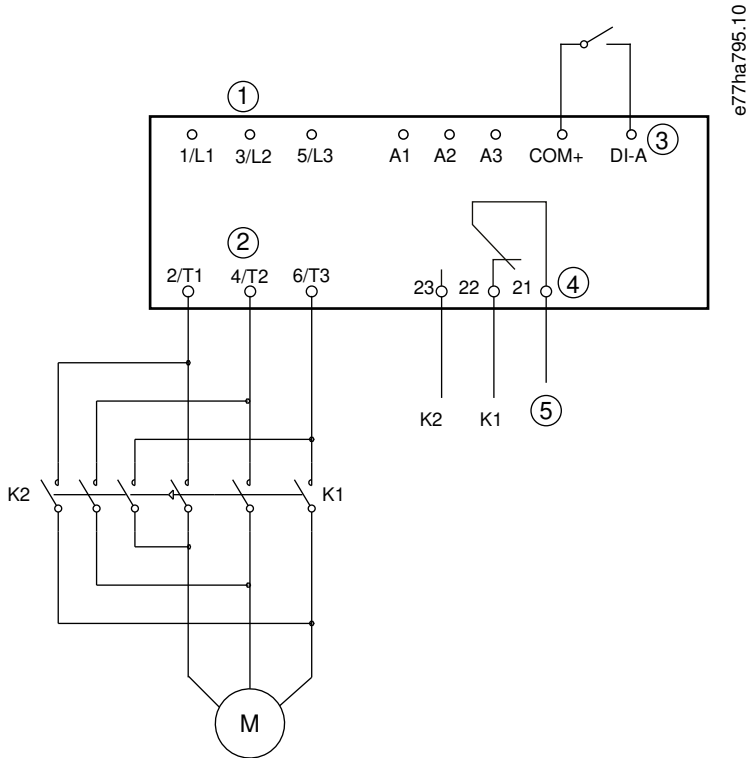 e77ha795.10
1
1/L1 3/L2 5/L3 A1 A2 A3 COM+ DI-A 3
2
2/T1 4/T2 6/T3 23 22 21 4
K2 K1 5
K2 K1
M